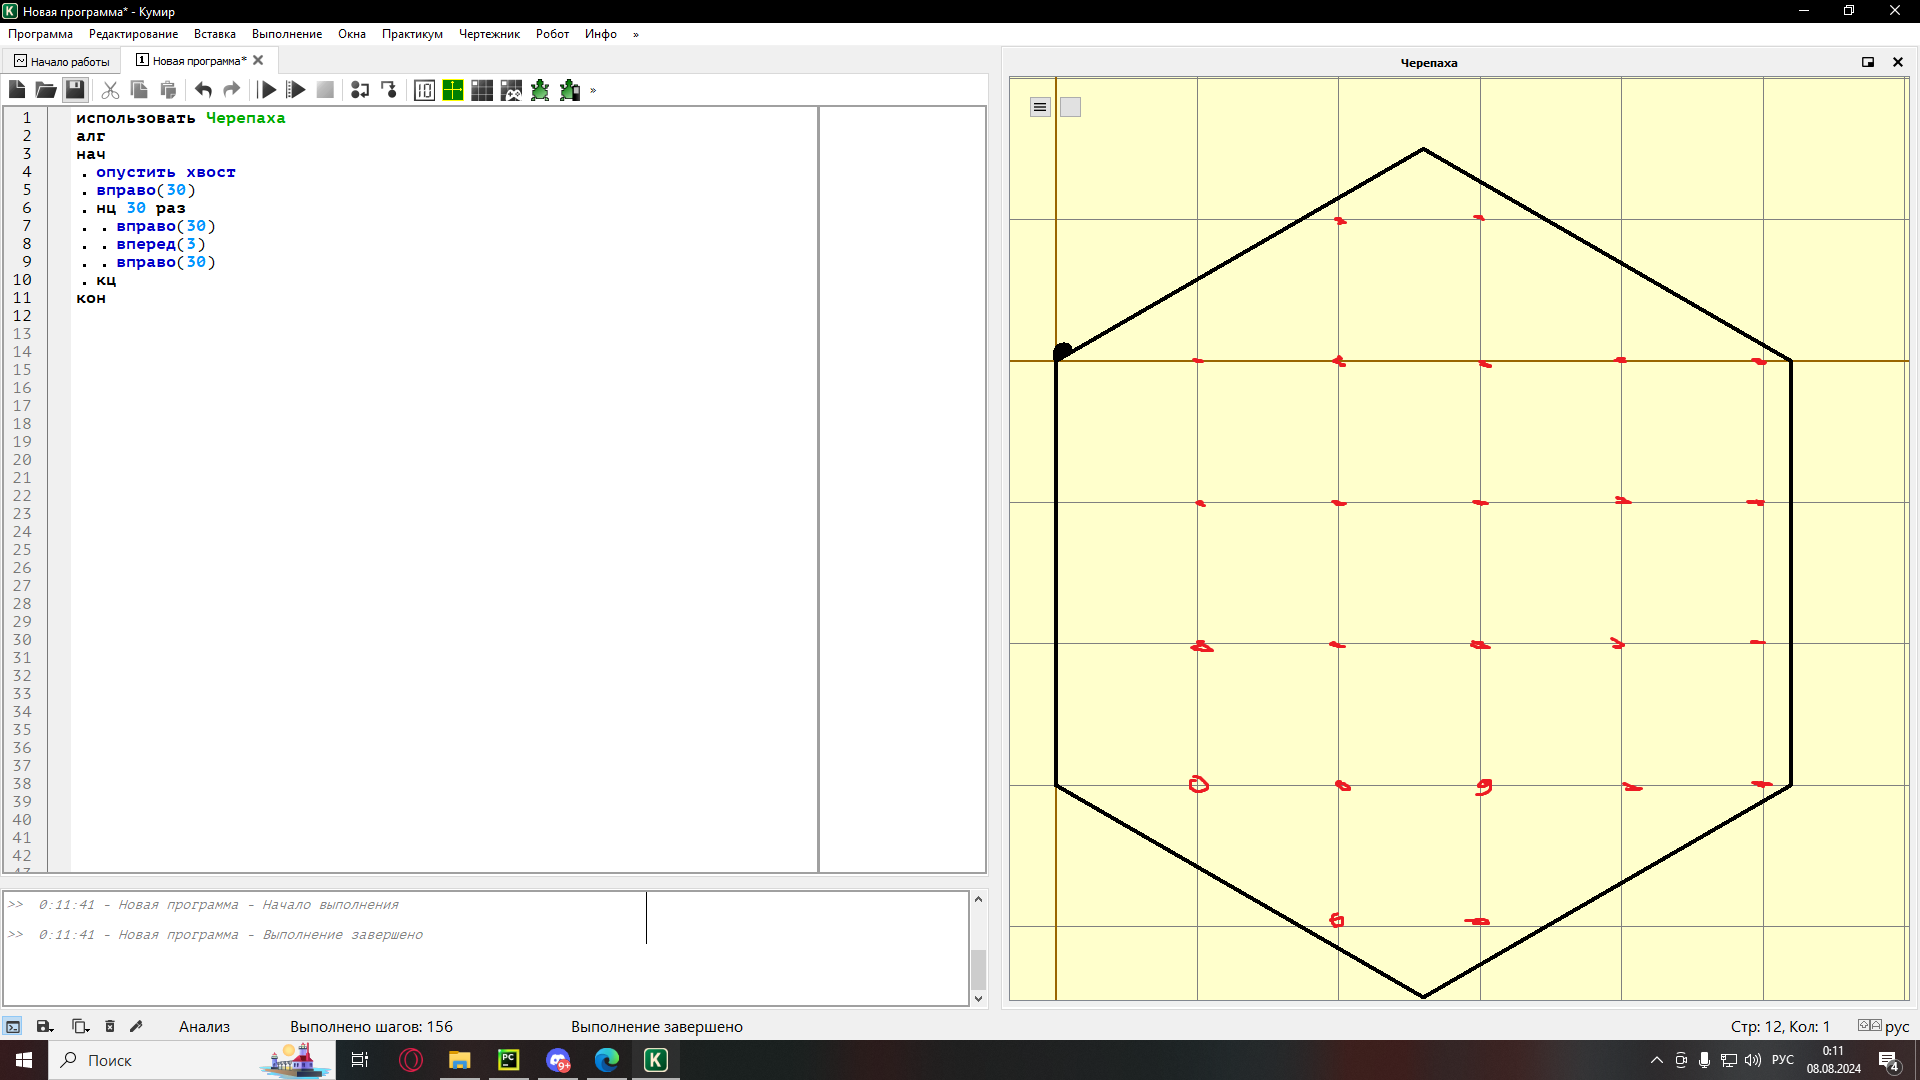 Новая программа* - Кумир
Программа Редактирование Вставка Выполнение Окна Практикум Чертежник Робот Инфо »
Начало работы
1 Новая программа*
Черепаха
»
1 использовать Черепаха
2 алг
3 нач
4 . опустить хвост
5 . вправо(30)
6 . нц 30 раз
7 . . вправо(30)
8 . . вперед(3)
9 . . вправо(30)
10 . кц
11 кон
12
13
14
15
16
17
18
19
20
21
22
23
24
25
26
27
28
29
30
31
32
33
34
35
36
37
38
39
40
41
42
>> 0:11:41 - Новая программа - Начало выполнения
>> 0:11:41 - Новая программа - Выполнение завершено
Анализ Выполнено шагов: 156 Выполнение завершено Стр: 12, Кол: 1 рус
Поиск
PC
9+
K
РУС
0:11
08.08.2024
4